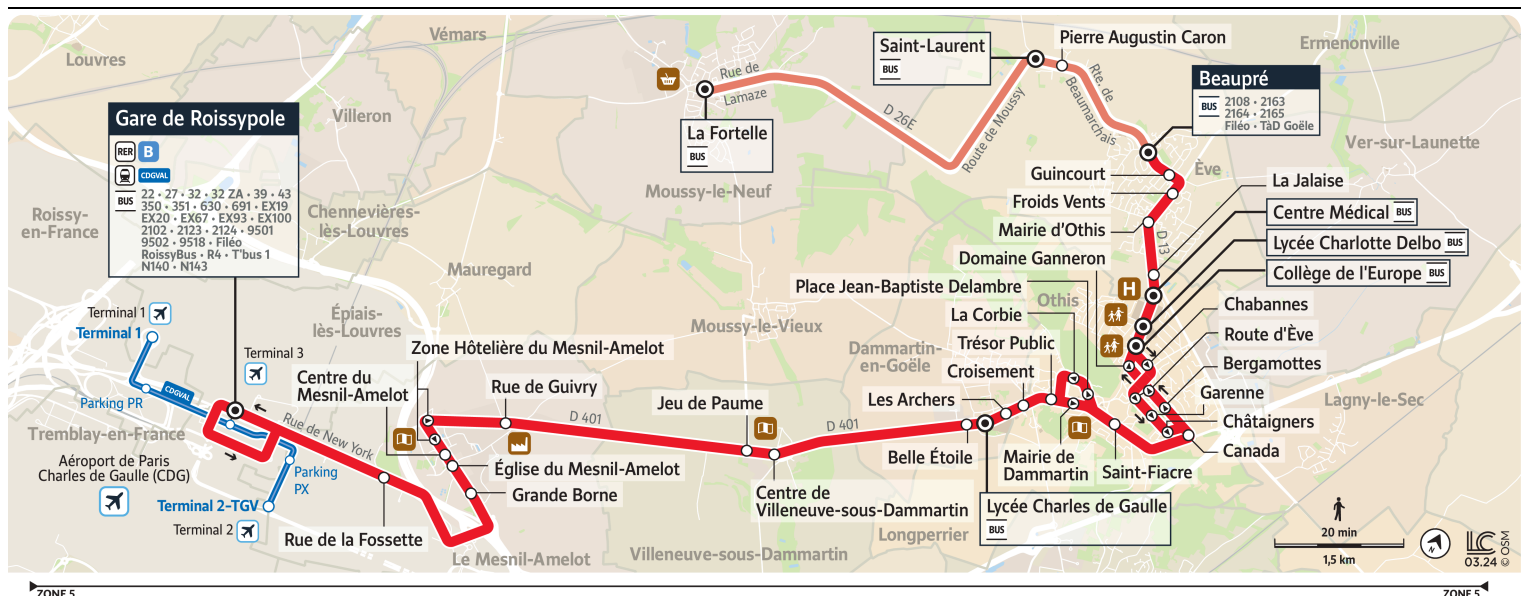 Louvres
Vémars
Villeron
Roissy-
en-France
Chennevières-
lès-Louvres
Mauregard
Épiais-
lès-Louvres
Moussy-le-Neuf
Moussy-le-Vieux
Ermenonville
Ver-sur-Launette
Ève
Othis
Dammartin-
en-Goële
Lagny-le-Sec
Tremblay-en-France
Le Mesnil-Amelot
Villeneuve-sous-Dammartin
Longperrier
Gare de Roissypole
RER B
CDGVAL
BUS
22 • 27 • 32 • 32 ZA • 39 • 43
350 • 351 • 630 • 691 • EX19
EX20 • EX67 • EX93 • EX100
2102 • 2123 • 2124 • 9501
9502 • 9518 • Filéo
RoissyBus • R4 • T'bus 1
N140 • N143
Terminal 1
Terminal 1
Terminal 3
CDGVAL
Parking PR
Rue de New York
Aéroport de Paris
Charles de Gaulle (CDG)
Parking
PX
Terminal 2-TGV
Terminal 2
Rue de la Fossette
Centre du
Mesnil-Amelot
Zone Hôtelière du Mesnil-Amelot
Rue de Guivry
D 401
Église du Mesnil-Amelot
Grande Borne
Jeu de Paume
D 401
Centre de
Villeneuve-sous-Dammartin
Belle Étoile
Lycée Charles de Gaulle
BUS
Les Archers
Croisement
Trésor Public
La Corbie
Place Jean-Baptiste Delambre
Domaine Ganneron
Mairie de
Dammartin
Saint-Fiacre
La Fortelle
BUS
Rue de
Lamaze
D 26E
Route de Moussy
Saint-Laurent
BUS
Pierre Augustin Caron
Rte. de
Beaumarchais
Beaupré
BUS
2108 • 2163
2164 • 2165
Filéo • TàD Goële
Guincourt
Froids Vents
Mairie d'Othis
D 13
La Jalaise
Centre Médical BUS
Lycée Charlotte Delbo BUS
Collège de l'Europe BUS
H
Chabannes
Route d'Ève
Bergamottes
Garenne
Châtaigners
Canada
20 min
1,5 km
N
LC
03.24
© OSM
ZONE 5
ZONE 5